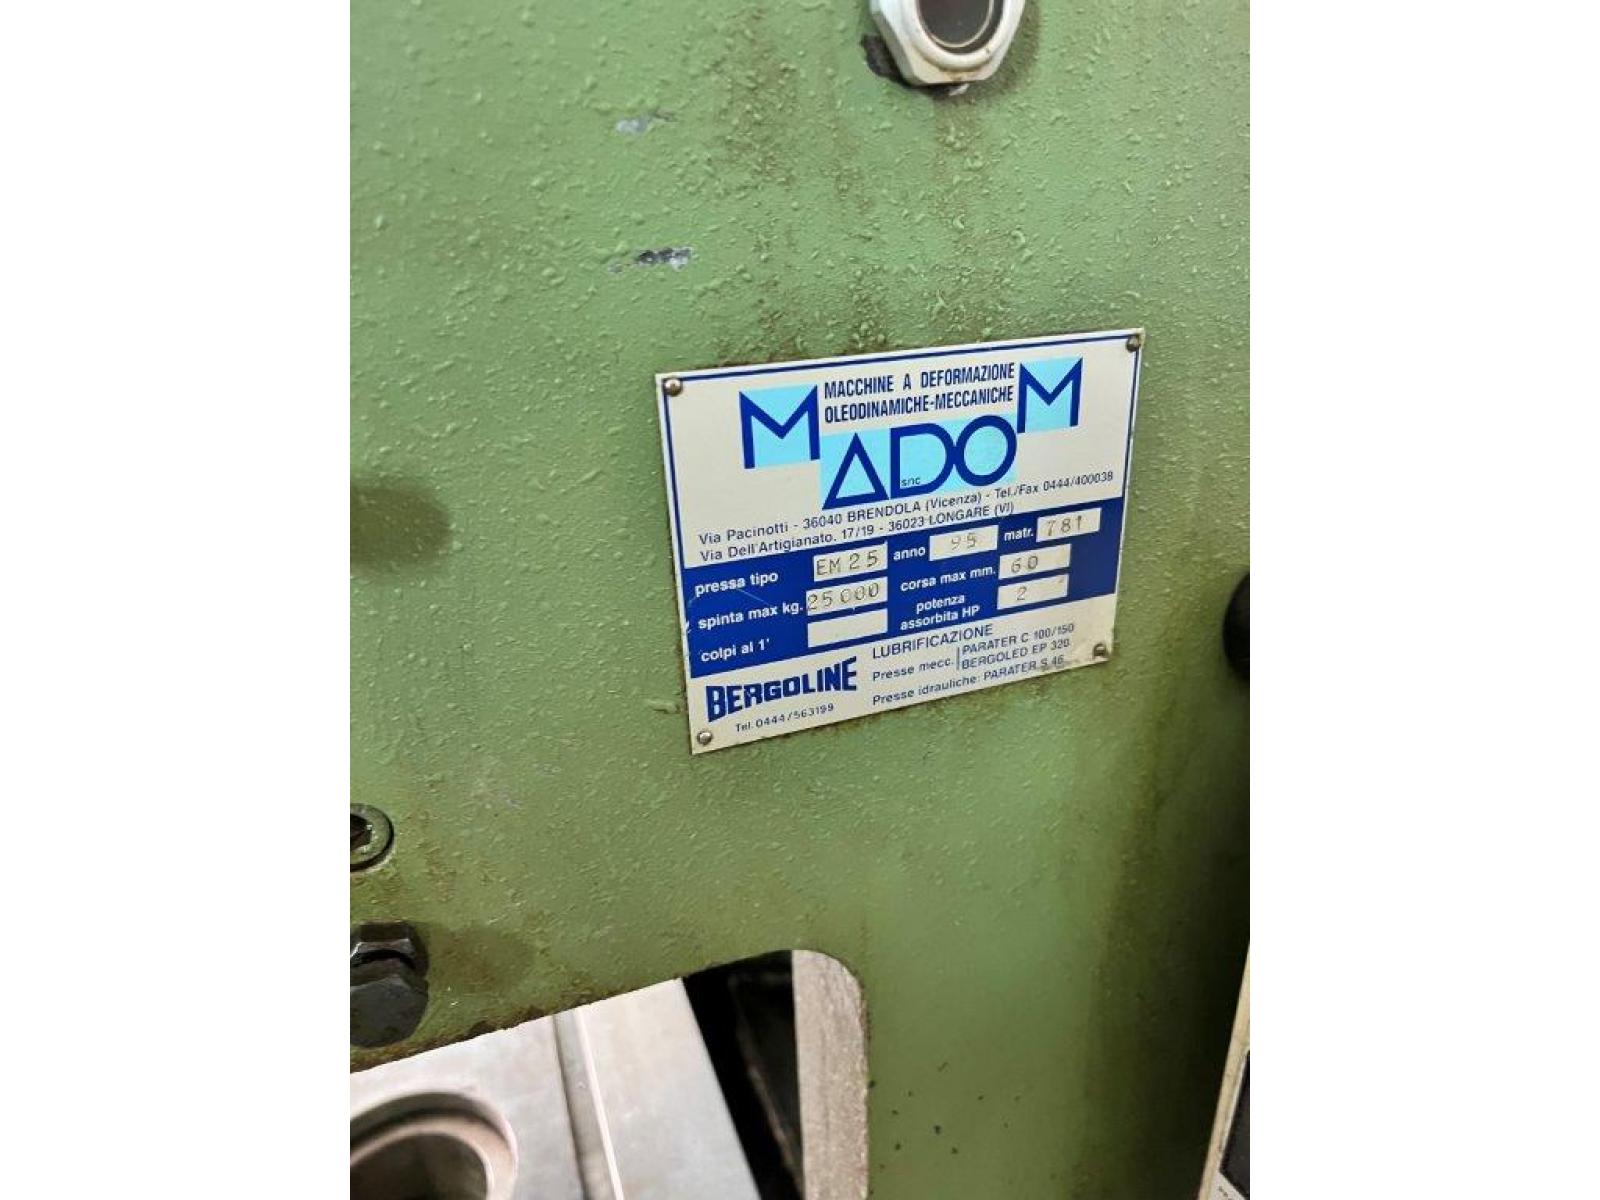 MACCHINE A DEFORMAZIONE
OLEODINAMICHE-MECCANICHE
MADOM
snc
Via Pacinotti - 36040 BRENDOLA (Vicenza) - Tel./Fax 0444/400038
Via Dell'Artigianato, 17/19 - 36023 LONGARE (VI)
pressa tipo EM25 anno 95 matr. 781
spinta max kg. 25000 corsa max mm. 60
colpi al 1' potenza assorbita HP 2
BERGOLINE
Tel. 0444/563199
LUBRIFICAZIONE
Presse mecc. PARATER C 100/150
BERGOLED EP 320
Presse idrauliche: PARATER S 46